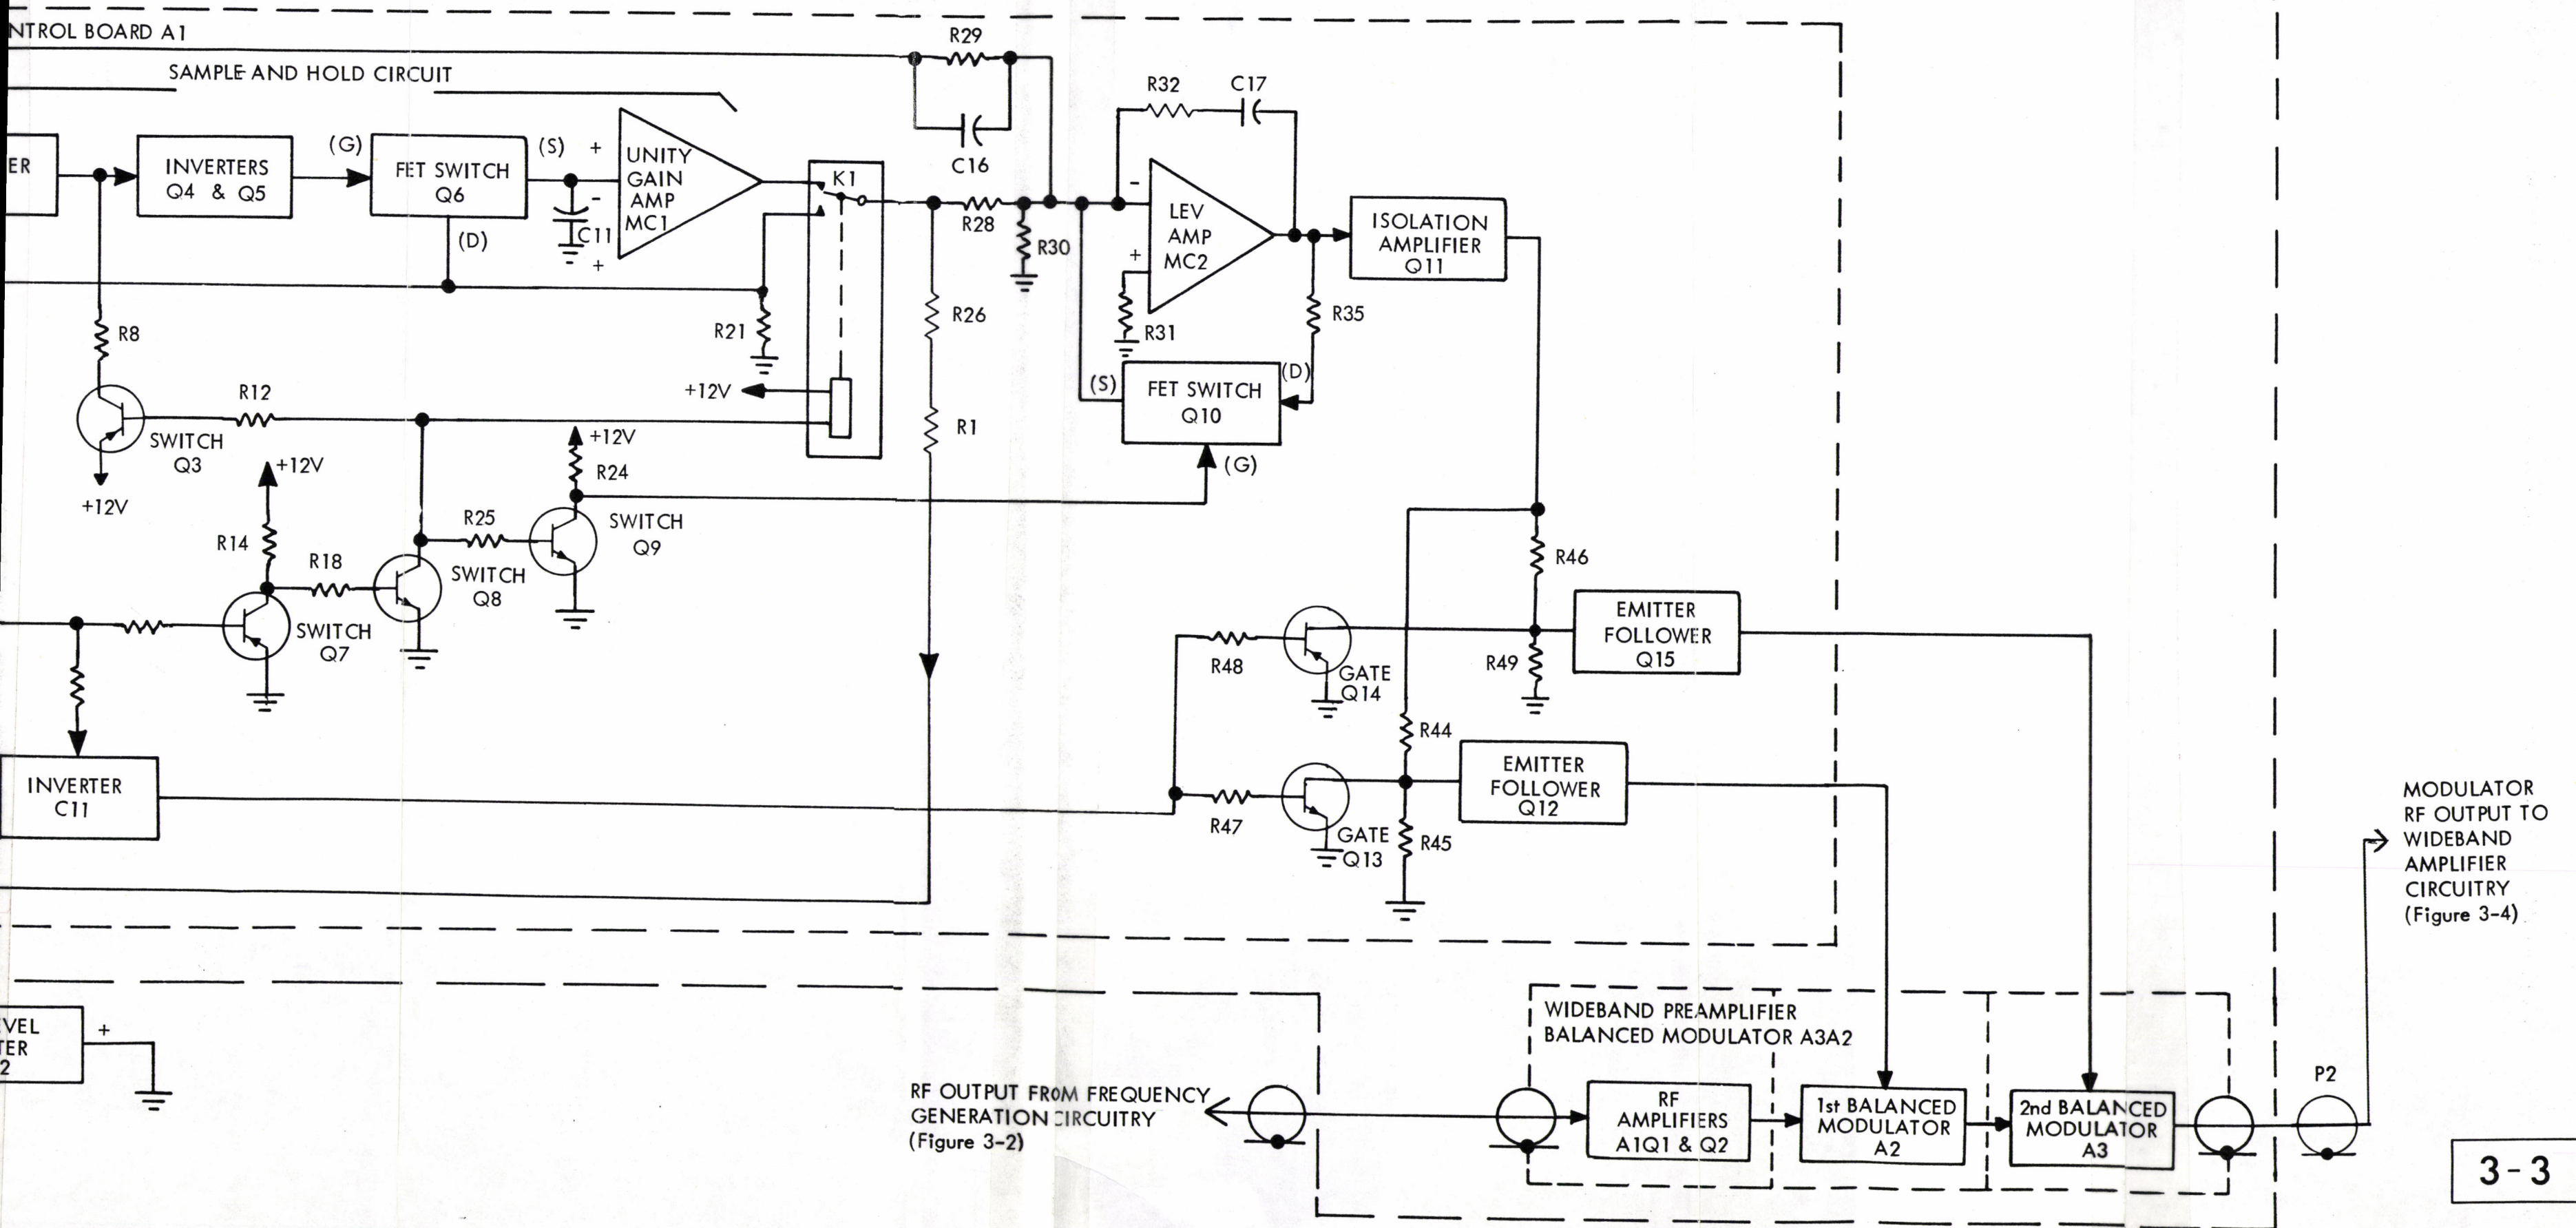 NTROL BOARD A1
SAMPLE AND HOLD CIRCUIT
R29
C16
R32
C17
ER
INVERTERS
Q4 & Q5
(G)
FET SWITCH
Q6
(S)
(D)
+
-
C11
+
UNITY
GAIN
AMP
MC1
K1
R28
R30
-
LEV
AMP
MC2
+
R31
ISOLATION
AMPLIFIER
Q11
R35
R26
R21
R8
R12
+12V
R1
(S)
FET SWITCH
Q10
(D)
(G)
SWITCH
Q3
+12V
+12V
R24
+12V
R14
R18
R25
SWITCH
Q9
SWITCH
Q8
SWITCH
Q7
R46
EMITTER
FOLLOWER
Q15
R48
GATE
Q14
R49
R44
EMITTER
FOLLOWER
Q12
R47
GATE
Q13
R45
INVERTER
C11
MODULATOR
RF OUTPUT TO
WIDEBAND
AMPLIFIER
CIRCUITRY
(Figure 3-4)
EVEL
TER
2
+
WIDEBAND PREAMPLIFIER
BALANCED MODULATOR A3A2
RF OUTPUT FROM FREQUENCY
GENERATION CIRCUITRY
(Figure 3-2)
RF
AMPLIFIERS
A1Q1 & Q2
1st BALANCED
MODULATOR
A2
2nd BALANCED
MODULATOR
A3
P2
3-3